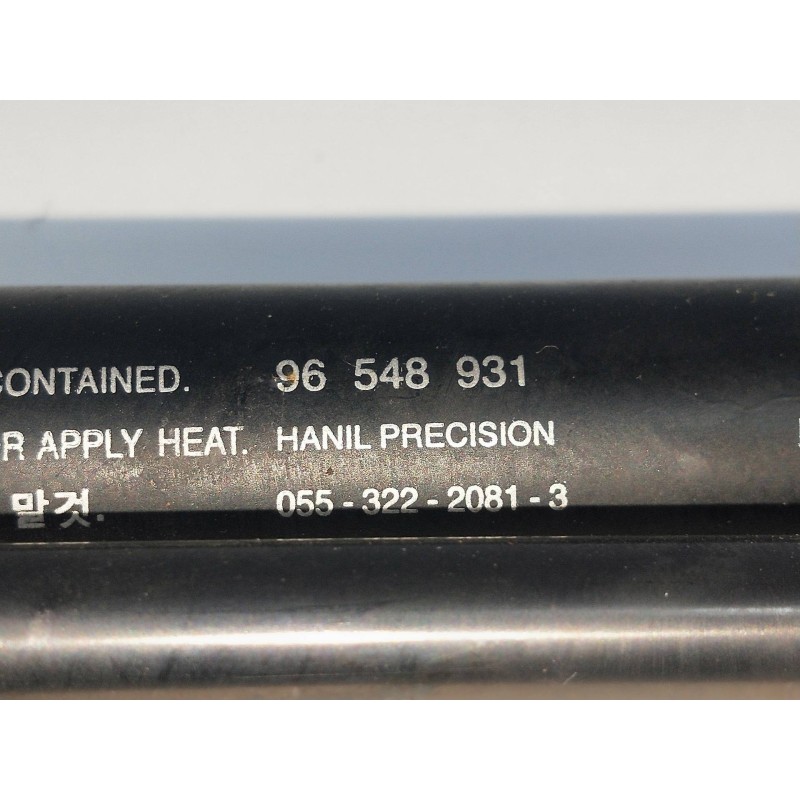 CONTAINED. 96 548 931
R APPLY HEAT. HANIL PRECISION
말것. 055-322-2081-3